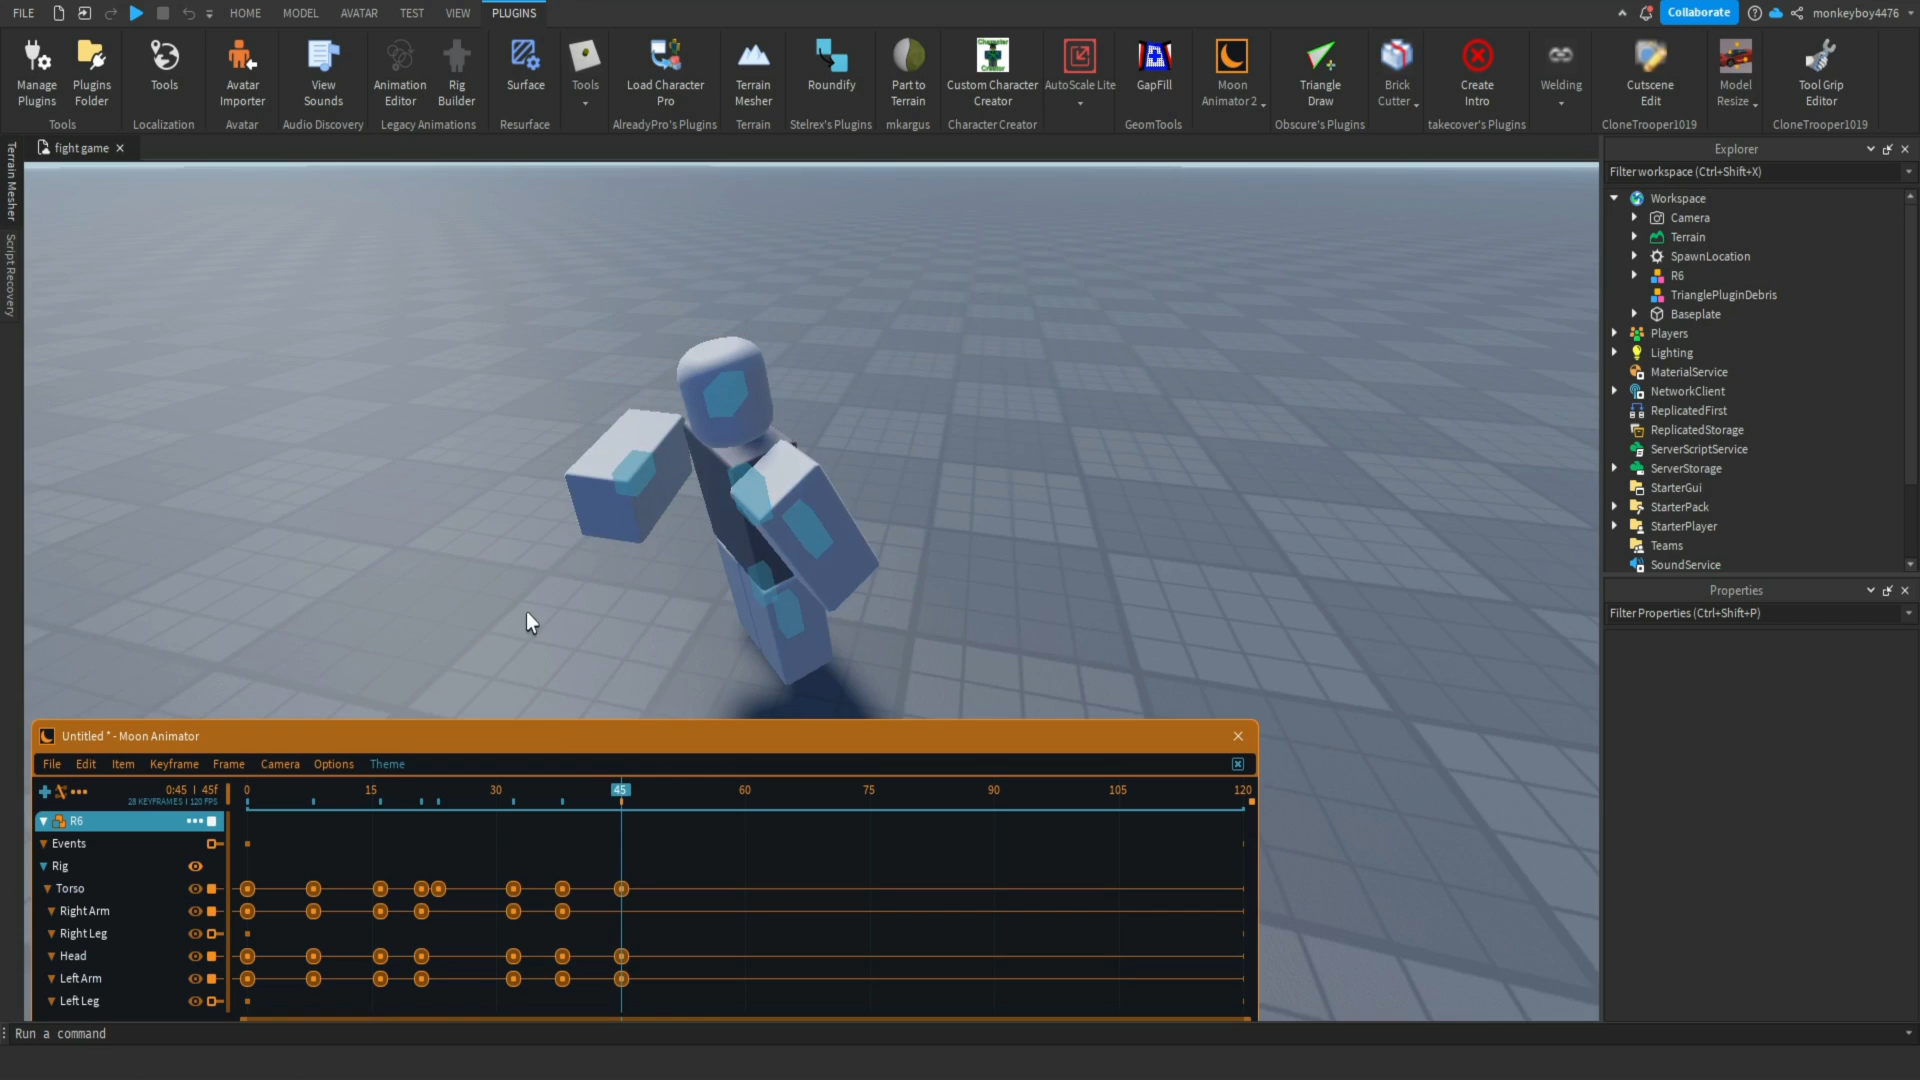 FILE HOME MODEL AVATAR TEST VIEW PLUGINS Collaborate monkeyboy4476
Manage Plugins
Plugins Folder
Tools
Avatar Importer
View Sounds
Animation Editor
Rig Builder
Surface
Tools
Load Character Pro
Terrain Mesher
Roundify
Part to Terrain
Character Creator
Custom Character Creator
AutoScale Lite
GapFill
Moon Animator 2
Triangle Draw
Brick Cutter
Create Intro
Welding
Cutscene Edit
Model Resize
Tool Grip Editor
Tools Localization Avatar Audio Discovery Legacy Animations Resurface AlreadyPro's Plugins Terrain Stelrex's Plugins mkargus Character Creator GeomTools Obscure's Plugins takecover's Plugins CloneTrooper1019 CloneTrooper1019
Terrain Mesher
Script Recovery
fight game
Explorer
Filter workspace (Ctrl+Shift+X)
Workspace
Camera
Terrain
SpawnLocation
R6
TrianglePluginDebris
Baseplate
Players
Lighting
MaterialService
NetworkClient
ReplicatedFirst
ReplicatedStorage
ServerScriptService
ServerStorage
StarterGui
StarterPack
StarterPlayer
Teams
SoundService
Properties
Filter Properties (Ctrl+Shift+P)
Untitled * - Moon Animator
File Edit Item Keyframe Frame Camera Options Theme
0:45 | 45f
28 KEYFRAMES | 120 FPS
0 15 30 45 60 75 90 105 120
R6
Events
Rig
Torso
Right Arm
Right Leg
Head
Left Arm
Left Leg
Run a command